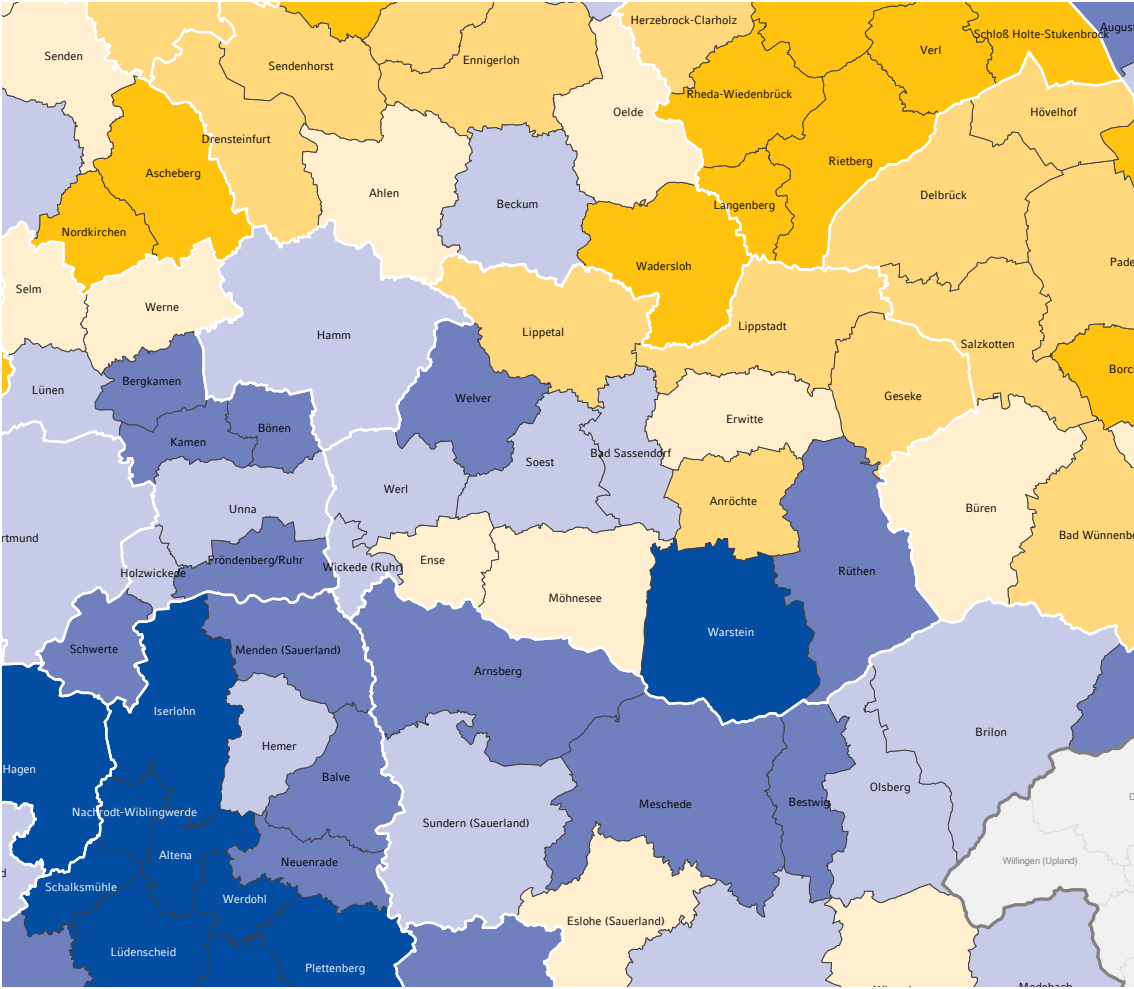 Herzebrock-Clarholz
August
Schloß Holte-Stukenbrock
Verl
Senden
Ennigerloh
Sendenhorst
Rheda-Wiedenbrück
Oelde
Hövelhof
Drensteinfurt
Rietberg
Ascheberg
Ahlen
Delbrück
Beckum
Langenberg
Nordkirchen
Wadersloh
Pade
Selm
Werne
Lippstadt
Lippetal
Hamm
Salzkotten
Borc
Bergkamen
Lünen
Geseke
Welver
Erwitte
Bönen
Kamen
Bad Sassendorf
Soest
Werl
Anröchte
Unna
Büren
Bad Wünnenbe
rtmund
Fröndenberg/Ruhr
Ense
Wickede (Ruhr)
Holzwickede
Rüthen
Möhnesee
Warstein
Schwerte
Menden (Sauerland)
Arnsberg
Iserlohn
Brilon
Hemer
Hagen
Balve
Olsberg
D
Meschede
Bestwig
Nachrodt-Wiblingwerde
Sundern (Sauerland)
Altena
Neuenrade
Willingen (Upland)
d
Schalksmühle
Werdohl
Eslohe (Sauerland)
Lüdenscheid
Plettenberg
Medebach